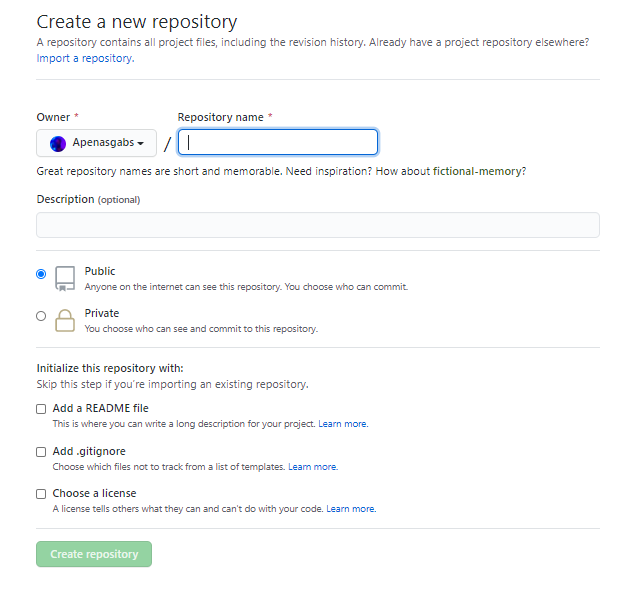 Create a new repository
A repository contains all project files, including the revision history. Already have a project repository elsewhere?
Import a repository.
Owner * Repository name *
Apenasgabs /
Great repository names are short and memorable. Need inspiration? How about fictional-memory?
Description (optional)
Public
Anyone on the internet can see this repository. You choose who can commit.
Private
You choose who can see and commit to this repository.
Initialize this repository with:
Skip this step if you're importing an existing repository.
Add a README file
This is where you can write a long description for your project. Learn more.
Add .gitignore
Choose which files not to track from a list of templates. Learn more.
Choose a license
A license tells others what they can and can't do with your code. Learn more.
Create repository